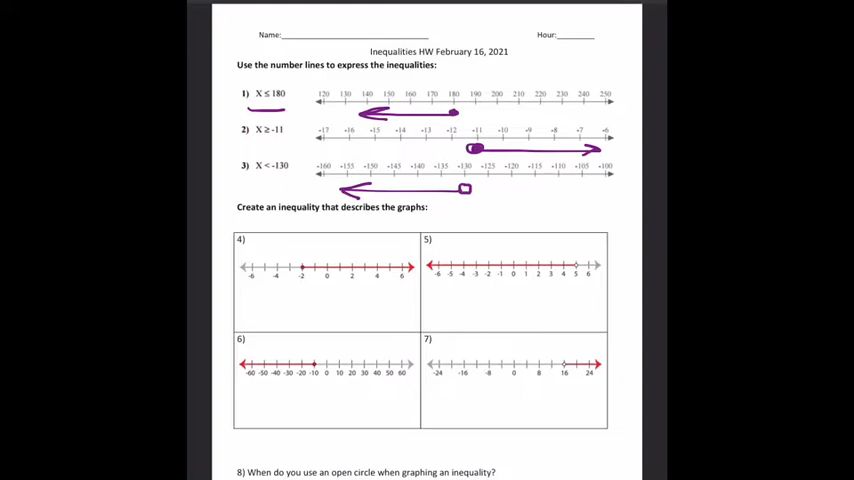 Name:____________________ Hour:________
Inequalities HW February 16, 2021
Use the number lines to express the inequalities:
1) X ≤ 180 120 130 140 150 160 170 180 190 200 210 220 230 240 250
2) X ≥ -11 -17 -16 -15 -14 -13 -12 -11 -10 -9 -8 -7 -6
3) X < -130 -160 -155 -150 -145 -140 -135 -130 -125 -120 -115 -110 -105 -100
Create an inequality that describes the graphs:
4) 5)
-6 -4 -2 0 2 4 6 -6 -5 -4 -3 -2 -1 0 1 2 3 4 5 6
6) 7)
-60 -50 -40 -30 -20 -10 0 10 20 30 40 50 60 -24 -16 -8 0 8 16 24
8) When do you use an open circle when graphing an inequality?